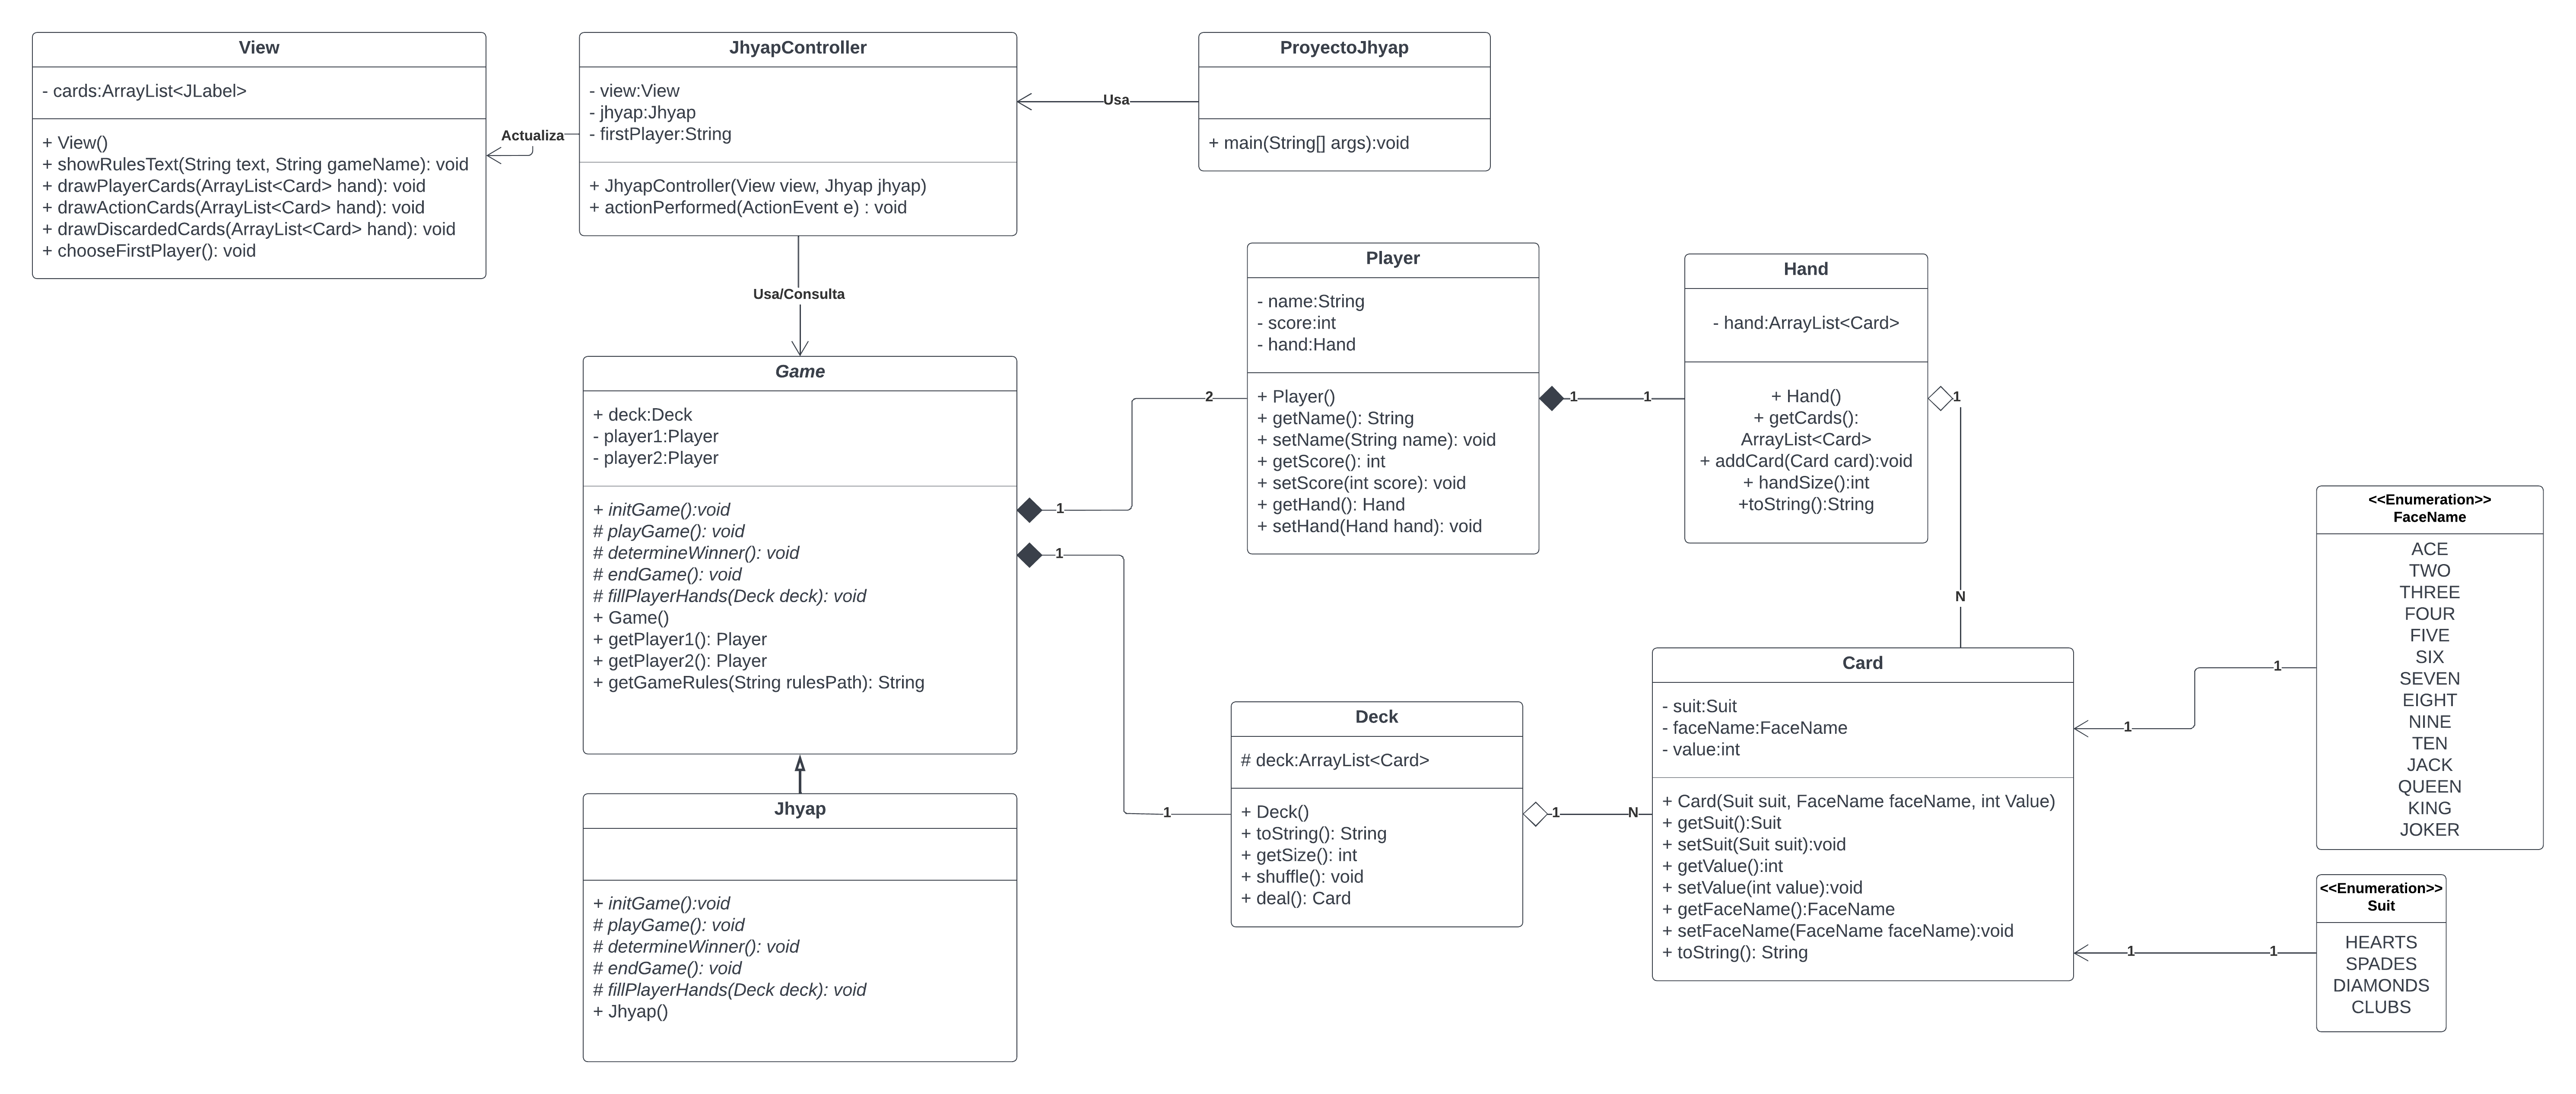 View
- cards:ArrayList<JLabel>
+ View()
+ showRulesText(String text, String gameName): void
+ drawPlayerCards(ArrayList<Card> hand): void
+ drawActionCards(ArrayList<Card> hand): void
+ drawDiscardedCards(ArrayList<Card> hand): void
+ chooseFirstPlayer(): void
Actualiza
JhyapController
- view:View
- jhyap:Jhyap
- firstPlayer:String
+ JhyapController(View view, Jhyap jhyap)
+ actionPerformed(ActionEvent e) : void
Usa
ProyectoJhyap
+ main(String[] args):void
Usa/Consulta
Game
+ deck:Deck
- player1:Player
- player2:Player
+ initGame():void
# playGame(): void
# determineWinner(): void
# endGame(): void
# fillPlayerHands(Deck deck): void
+ Game()
+ getPlayer1(): Player
+ getPlayer2(): Player
+ getGameRules(String rulesPath): String
1
2
1
1
Jhyap
+ initGame():void
# playGame(): void
# determineWinner(): void
# endGame(): void
# fillPlayerHands(Deck deck): void
+ Jhyap()
Player
- name:String
- score:int
- hand:Hand
+ Player()
+ getName(): String
+ setName(String name): void
+ getScore(): int
+ setScore(int score): void
+ getHand(): Hand
+ setHand(Hand hand): void
1
1
Hand
- hand:ArrayList<Card>
+ Hand()
+ getCards():
ArrayList<Card>
+ addCard(Card card):void
+ handSize():int
+toString():String
1
N
Deck
# deck:ArrayList<Card>
+ Deck()
+ toString(): String
+ getSize(): int
+ shuffle(): void
+ deal(): Card
1
N
Card
- suit:Suit
- faceName:FaceName
- value:int
+ Card(Suit suit, FaceName faceName, int Value)
+ getSuit():Suit
+ setSuit(Suit suit):void
+ getValue():int
+ setValue(int value):void
+ getFaceName():FaceName
+ setFaceName(FaceName faceName):void
+ toString(): String
1
1
1
1
<<Enumeration>>
FaceName
ACE
TWO
THREE
FOUR
FIVE
SIX
SEVEN
EIGHT
NINE
TEN
JACK
QUEEN
KING
JOKER
<<Enumeration>>
Suit
HEARTS
SPADES
DIAMONDS
CLUBS